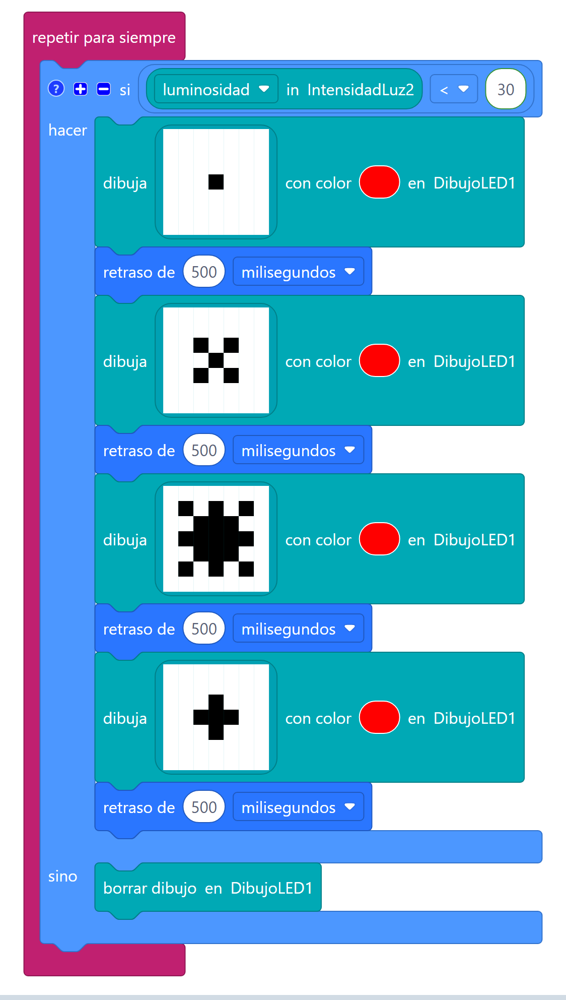 repetir para siempre
? si luminosidad in IntensidadLuz2 < 30
hacer
dibuja con color en DibujoLED1
retraso de 500 milisegundos
dibuja con color en DibujoLED1
retraso de 500 milisegundos
dibuja con color en DibujoLED1
retraso de 500 milisegundos
dibuja con color en DibujoLED1
retraso de 500 milisegundos
sino
borrar dibujo en DibujoLED1